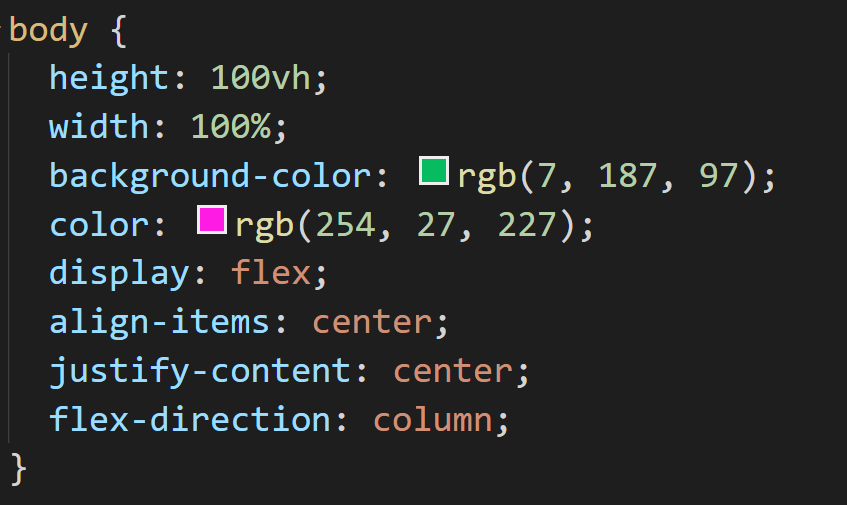 body {
  height: 100vh;
  width: 100%;
  background-color: rgb(7, 187, 97);
  color: rgb(254, 27, 227);
  display: flex;
  align-items: center;
  justify-content: center;
  flex-direction: column;
}